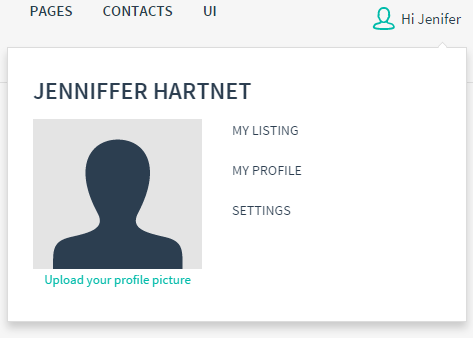 PAGES CONTACTS UI Hi Jenifer
JENNIFFER HARTNET
MY LISTING
MY PROFILE
SETTINGS
Upload your profile picture